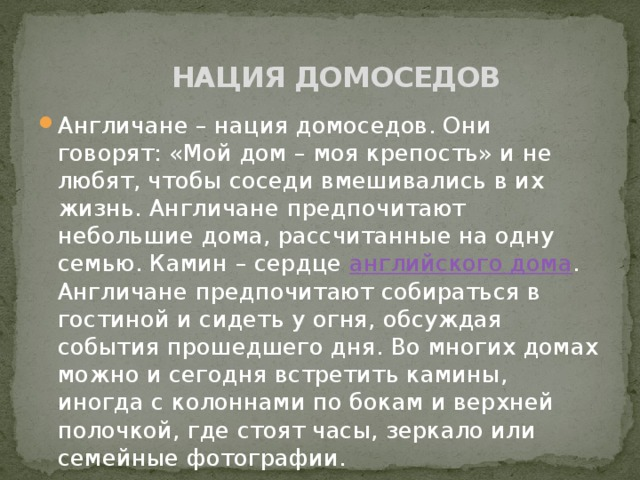 НАЦИЯ ДОМОСЕДОВ
Англичане – нация домоседов. Они
говорят: «Мой дом – моя крепость» и не
любят, чтобы соседи вмешивались в их
жизнь. Англичане предпочитают
небольшие дома, рассчитанные на одну
семью. Камин – сердце английского дома.
Англичане предпочитают собираться в
гостиной и сидеть у огня, обсуждая
события прошедшего дня. Во многих домах
можно и сегодня встретить камины,
иногда с колоннами по бокам и верхней
полочкой, где стоят часы, зеркало или
семейные фотографии.